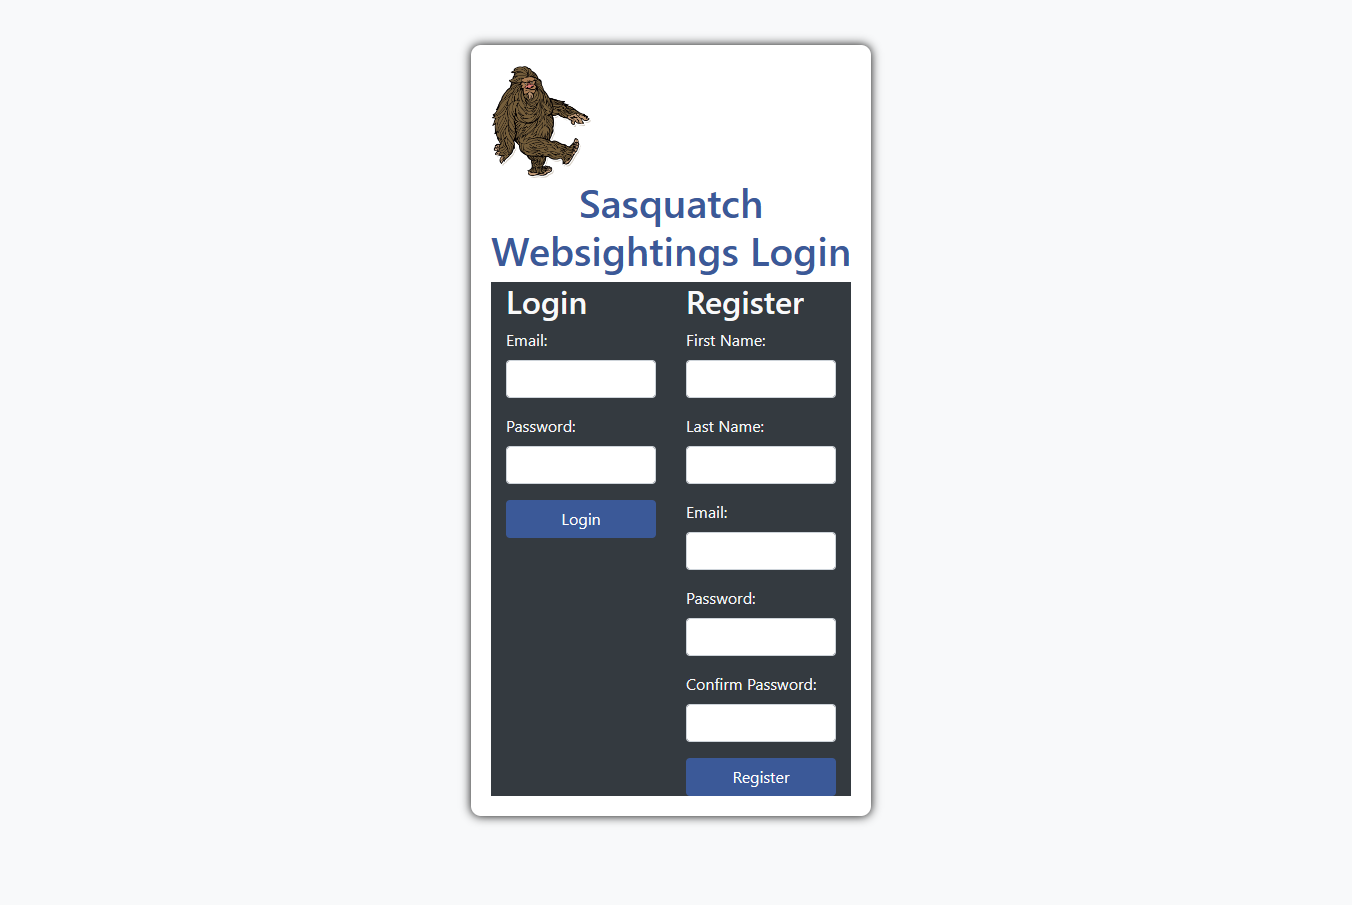 Sasquatch
Websightings Login
Login
Email:
Password:
Login
Register
First Name:
Last Name:
Email:
Password:
Confirm Password:
Register